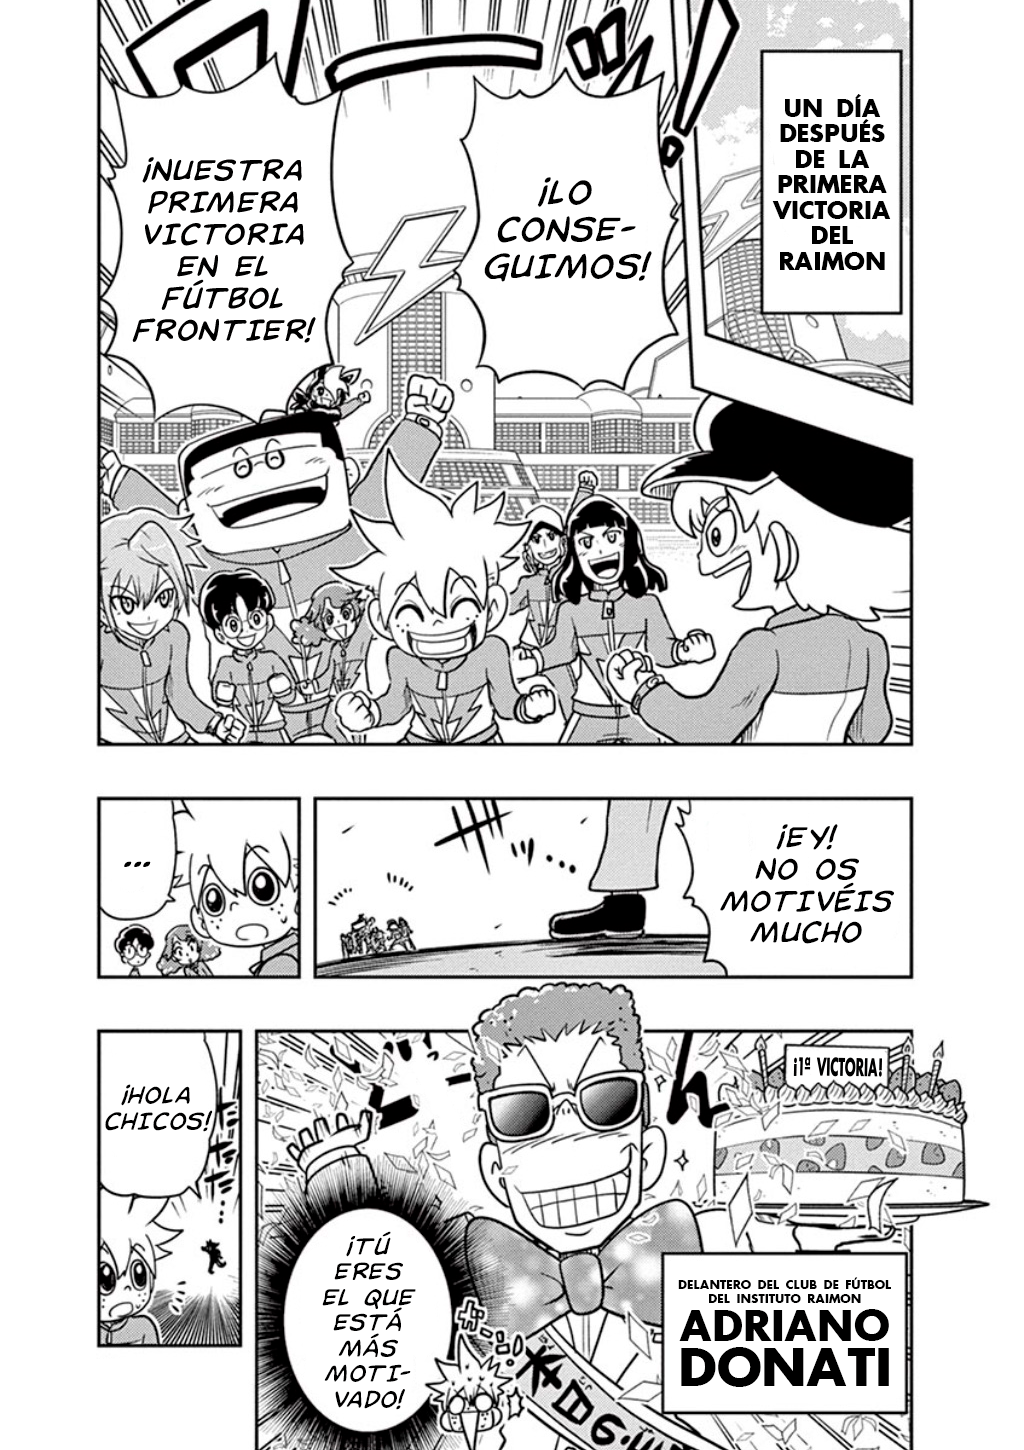 UN DÍA
DESPUÉS
DE LA
PRIMERA
VICTORIA
DEL
RAIMON
¡LO
CONSE-
GUIMOS!
¡NUESTRA
PRIMERA
VICTORIA
EN EL
FÚTBOL
FRONTIER!
¡EY!
NO OS
MOTIVÉIS
MUCHO
...
¡HOLA
CHICOS!
¡1ª VICTORIA!
¡TÚ
ERES
EL QUE
ESTÁ
MÁS
MOTI-
VADO!
DELANTERO DEL CLUB DE FÚTBOL
DEL INSTITUTO RAIMON
ADRIANO
DONATI